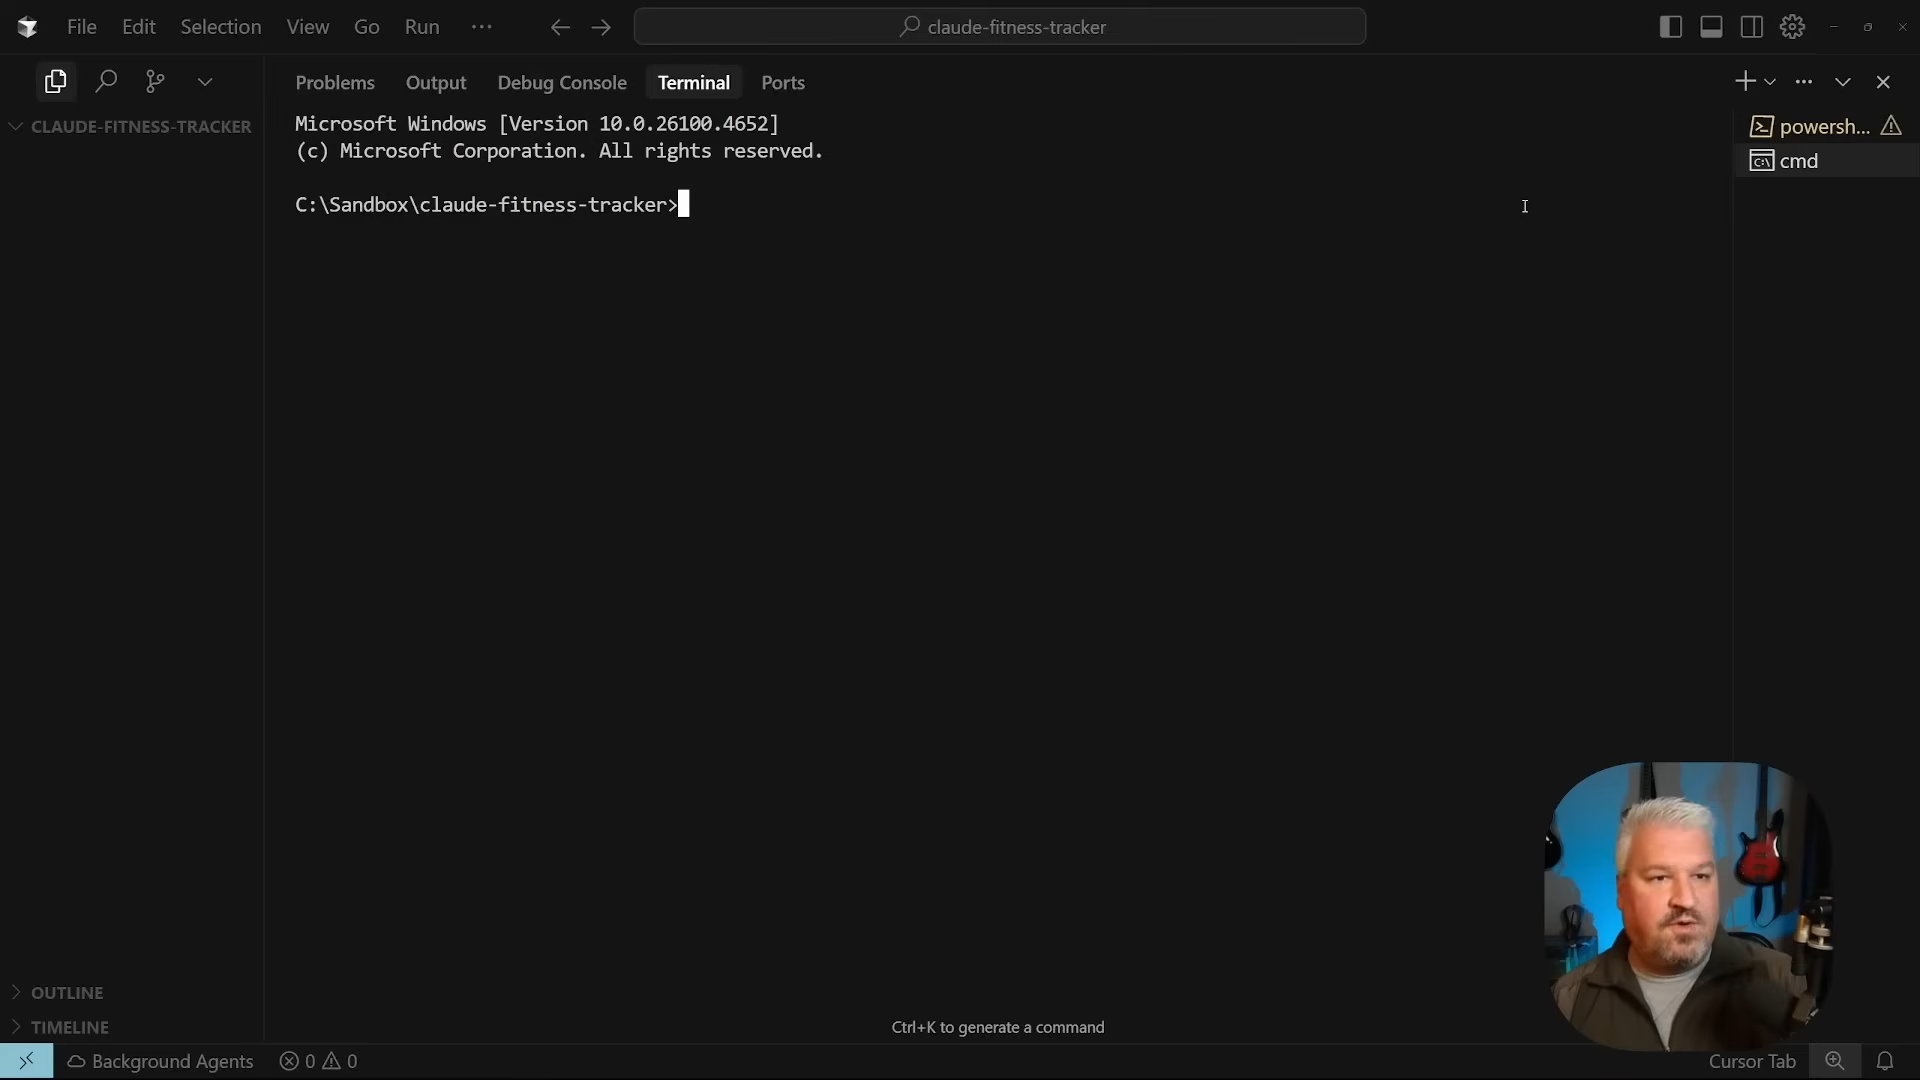 File Edit Selection View Go Run ···
claude-fitness-tracker
Problems Output Debug Console Terminal Ports
CLAUDE-FITNESS-TRACKER
Microsoft Windows [Version 10.0.26100.4652]
(c) Microsoft Corporation. All rights reserved.
C:\Sandbox\claude-fitness-tracker>
powersh...
cmd
OUTLINE
TIMELINE
Ctrl+K to generate a command
Background Agents 0 0
Cursor Tab